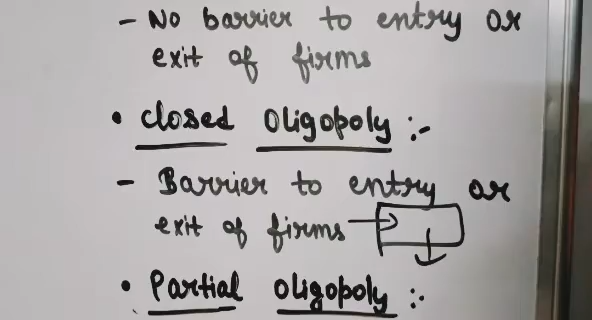 - No barrier to entry or
exit of firms
• Closed Oligopoly :-
- Barrier to entry or
exit of firms
• Partial oligopoly :-